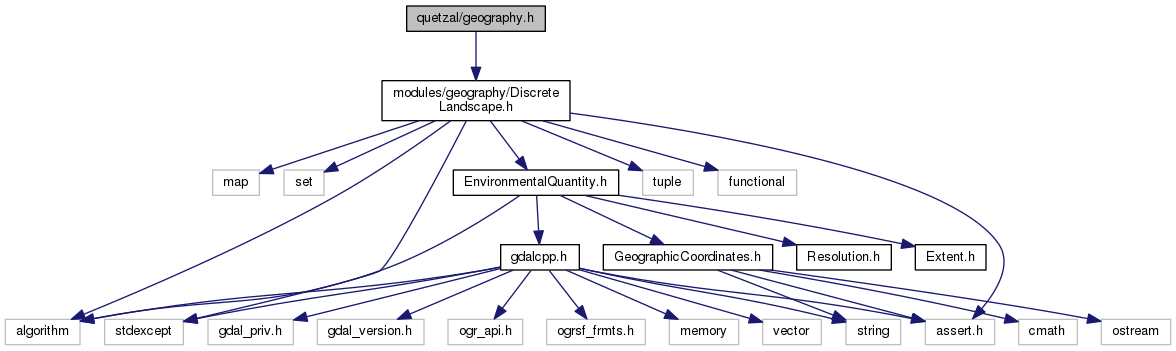 quetzal/geography.h
modules/geography/Discrete
Landscape.h
map
set
EnvironmentalQuantity.h
tuple
functional
gdalcpp.h
GeographicCoordinates.h
Resolution.h
Extent.h
algorithm
stdexcept
gdal_priv.h
gdal_version.h
ogr_api.h
ogrsf_frmts.h
memory
vector
string
assert.h
cmath
ostream